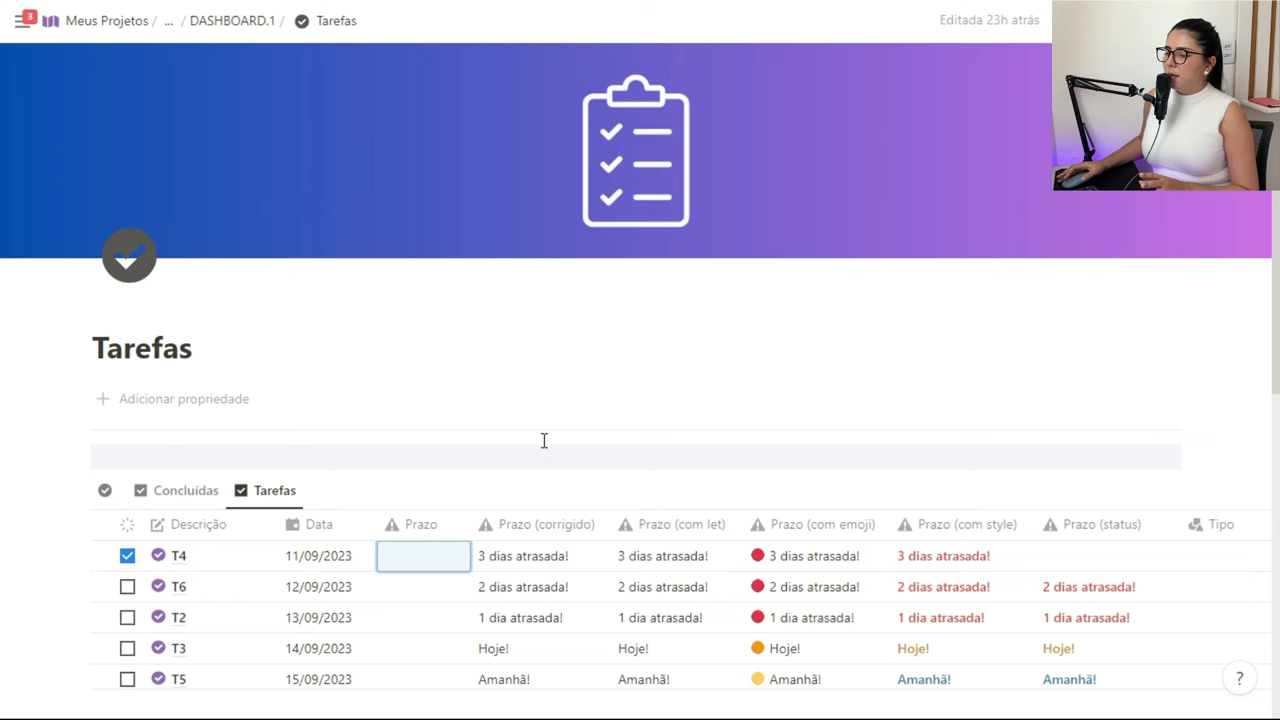 3
Meus Projetos / ... / DASHBOARD.1 / Tarefas
Editada 23h atrás
Tarefas
Adicionar propriedade
Concluídas Tarefas
Descrição Data Prazo Prazo (corrigido) Prazo (com let) Prazo (com emoji) Prazo (com style) Prazo (status) Tipo
T4 11/09/2023 3 dias atrasada! 3 dias atrasada! 3 dias atrasada! 3 dias atrasada!
T6 12/09/2023 2 dias atrasada! 2 dias atrasada! 2 dias atrasada! 2 dias atrasada! 2 dias atrasada!
T2 13/09/2023 1 dia atrasada! 1 dia atrasada! 1 dia atrasada! 1 dia atrasada! 1 dia atrasada!
T3 14/09/2023 Hoje! Hoje! Hoje! Hoje! Hoje!
T5 15/09/2023 Amanhã! Amanhã! Amanhã! Amanhã! Amanhã!
?